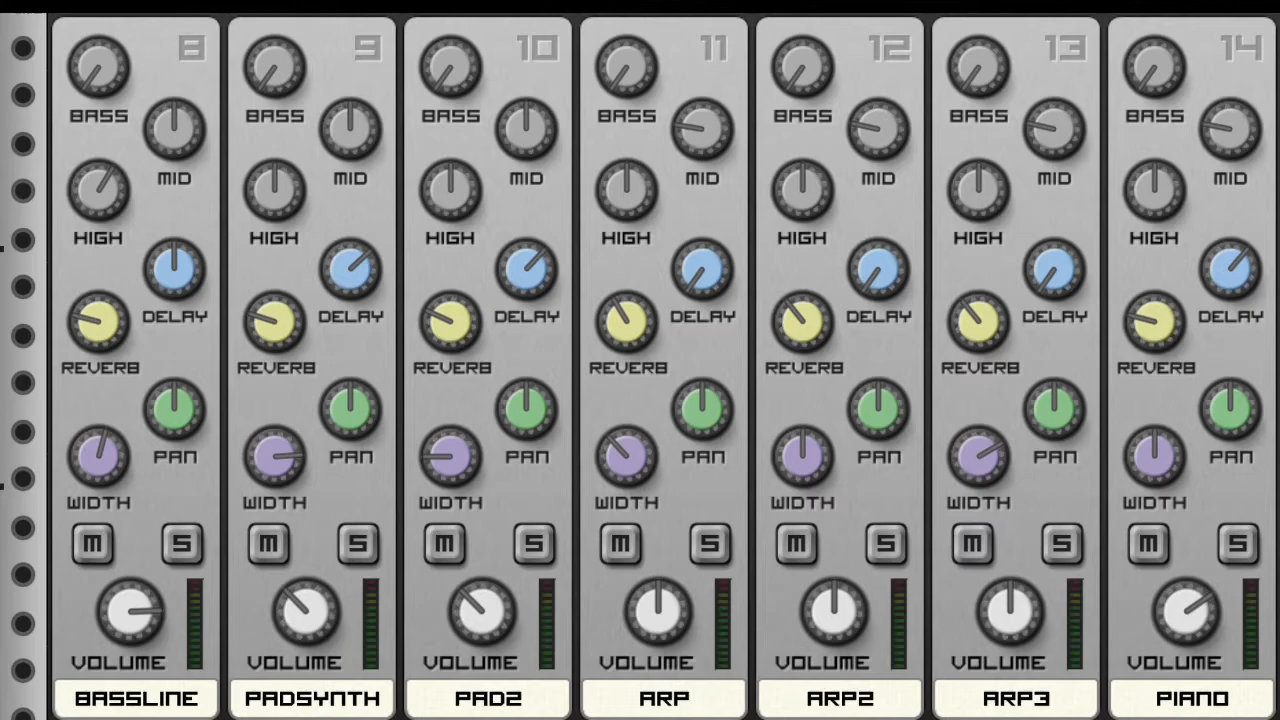 8 9 10 11 12 13 14
BASS BASS BASS BASS BASS BASS BASS
MID MID MID MID MID MID MID
HIGH HIGH HIGH HIGH HIGH HIGH HIGH
DELAY DELAY DELAY DELAY DELAY DELAY DELAY
REVERB REVERB REVERB REVERB REVERB REVERB REVERB
PAN PAN PAN PAN PAN PAN PAN
WIDTH WIDTH WIDTH WIDTH WIDTH WIDTH WIDTH
M S M S M S M S M S M S M S
VOLUME VOLUME VOLUME VOLUME VOLUME VOLUME VOLUME
BASSLINE PADSYNTH PAD2 ARP ARP2 ARP3 PIANO